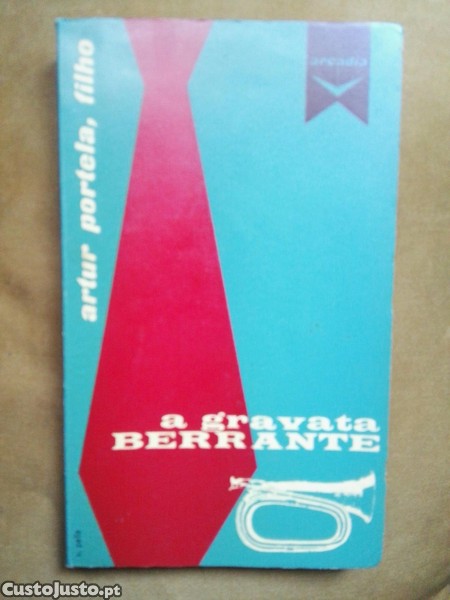 arcadia
artur portela, filho
a gravata
BERRANTE
CustoJusto.pt